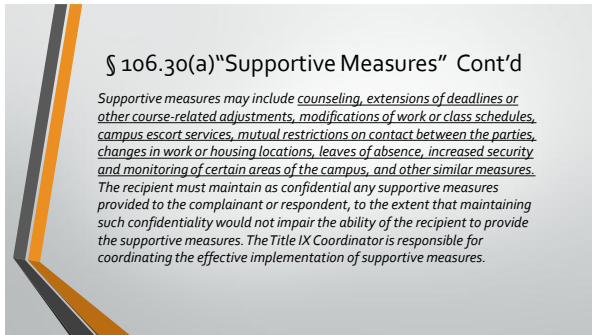 § 106.30(a)“Supportive Measures” Cont’d
Supportive measures may include counseling, extensions of deadlines or
other course-related adjustments, modifications of work or class schedules,
campus escort services, mutual restrictions on contact between the parties,
changes in work or housing locations, leaves of absence, increased security
and monitoring of certain areas of the campus, and other similar measures.
The recipient must maintain as confidential any supportive measures
provided to the complainant or respondent, to the extent that maintaining
such confidentiality would not impair the ability of the recipient to provide
the supportive measures. The Title IX Coordinator is responsible for
coordinating the effective implementation of supportive measures.